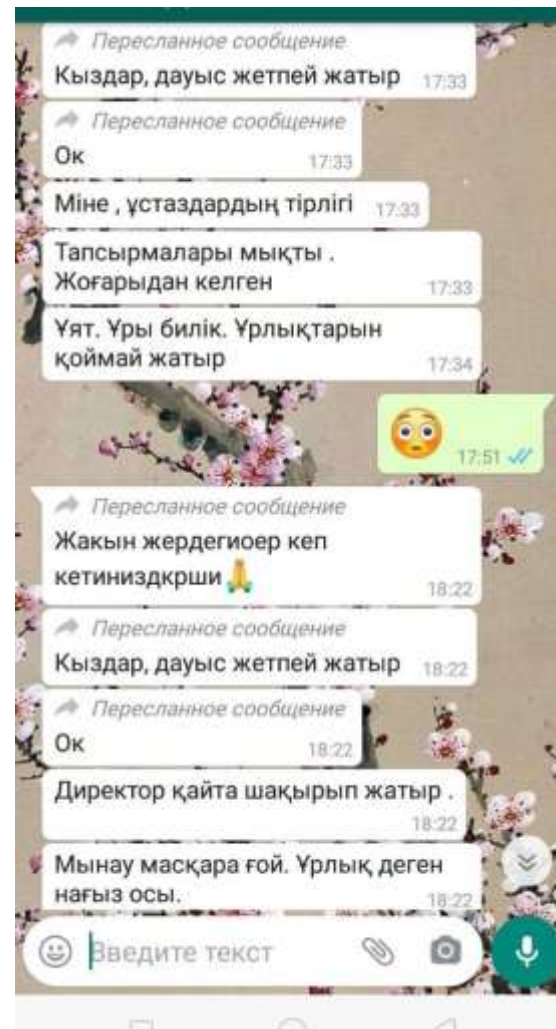 Пересланное сообщение
Кыздар, дауыс жетпей жатыр 17:33
Пересланное сообщение
Ок 17:33
Міне , ұстаздардың тірлігі 17:33
Тапсырмалары мықты .
Жоғарыдан келген 17:33
Ұят. Ұры билік. Ұрлықтарын
қоймай жатыр 17:34
17:51
Пересланное сообщение
Жакын жердегиоер кеп
кетиниздкрши🙏 18:22
Пересланное сообщение
Кыздар, дауыс жетпей жатыр 18:22
Пересланное сообщение
Ок 18:22
Директор қайта шақырып жатыр .
18:22
Мынау масқара ғой. Ұрлық деген
нағыз осы. 18:22
Введите текст